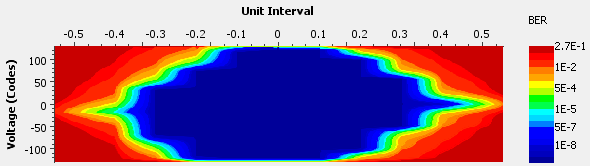 Unit Interval
BER
-0.5 -0.4 -0.3 -0.2 -0.1 0 0.1 0.2 0.3 0.4 0.5
Voltage (Codes)
100
50
0
-50
-100
2.7E-1
1E-2
5E-4
1E-5
5E-7
1E-8